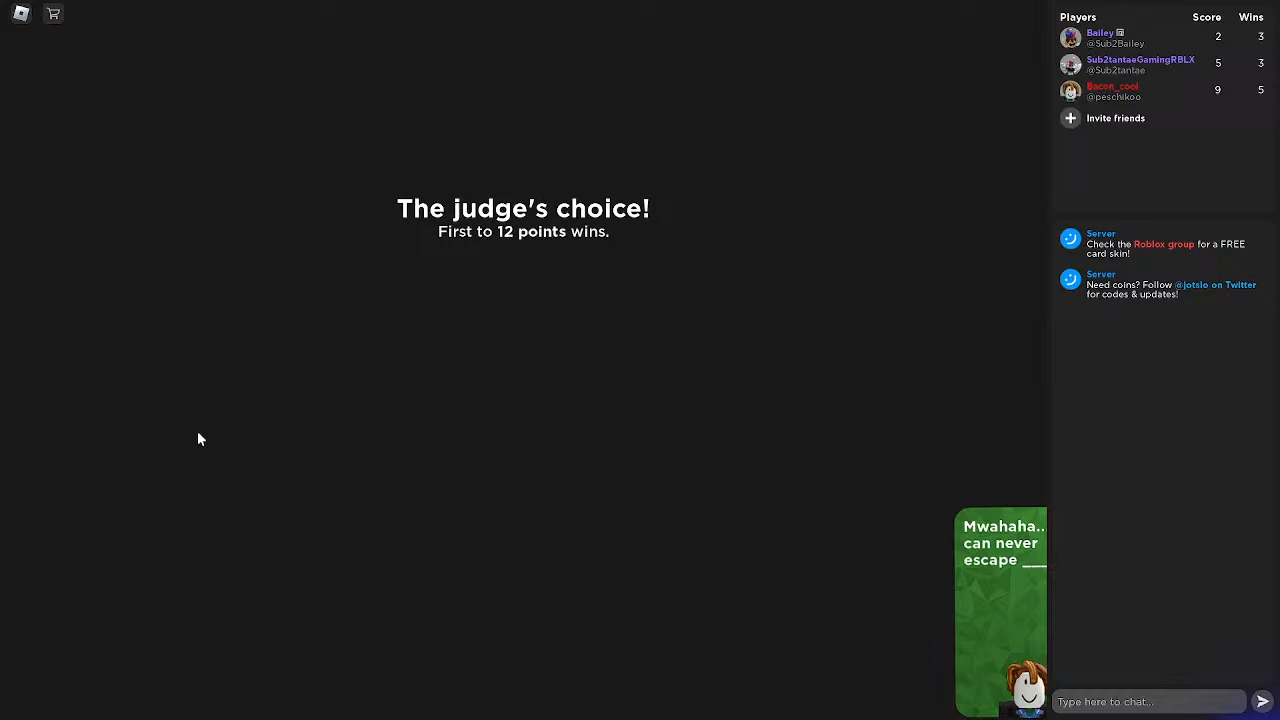 The judge's choice!
First to 12 points wins.
Players Score Wins
Bailey 2 3
@Sub2Bailey
Sub2tantaeGamingRBLX 5 3
@Sub2tantae
Bacon_cool 9 5
@peschikoo
Invite friends
Server
Check the Roblox group for a FREE
card skin!
Server
Need coins? Follow @jotslo on Twitter
for codes & updates!
Mwahaha..
can never
escape ___
Type here to chat...